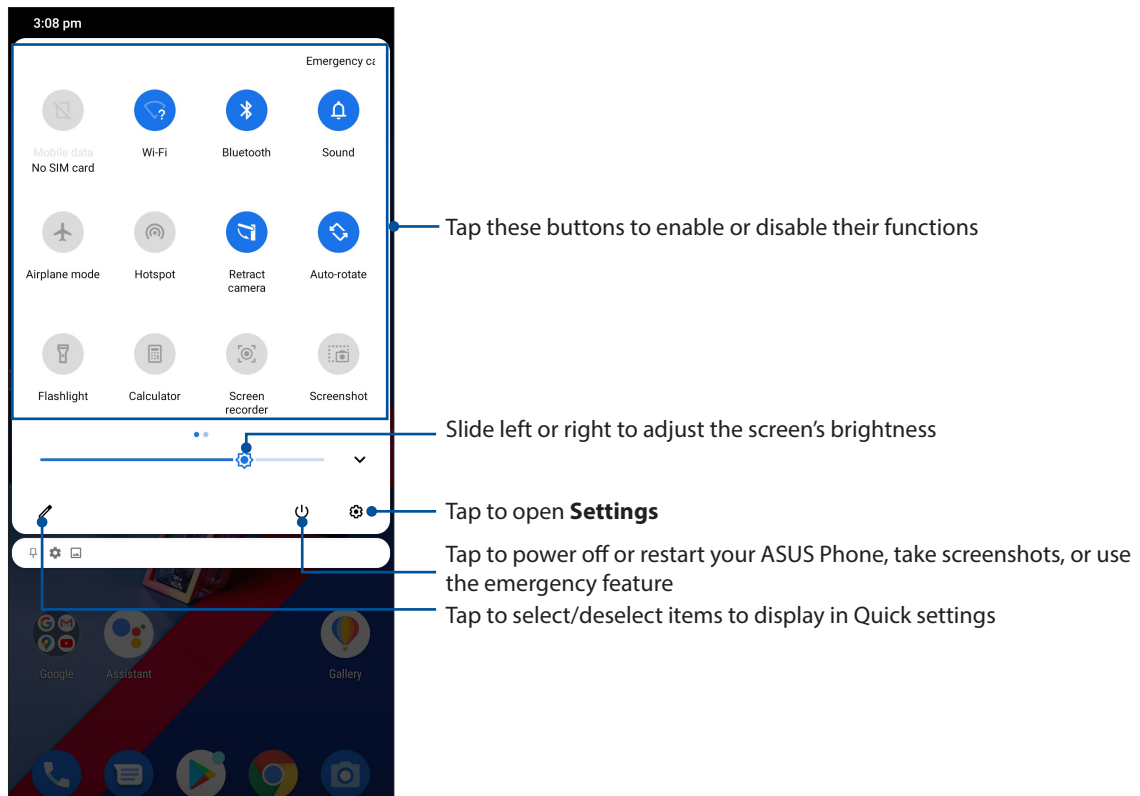 3:08 pm
Emergency ca
Mobile data
No SIM card
Wi-Fi
Bluetooth
Sound
Airplane mode
Hotspot
Retract
camera
Auto-rotate
Flashlight
Calculator
Screen
recorder
Screenshot
Tap these buttons to enable or disable their functions
Slide left or right to adjust the screen's brightness
Tap to open Settings
Tap to power off or restart your ASUS Phone, take screenshots, or use
the emergency feature
Tap to select/deselect items to display in Quick settings
Google
Assistant
Gallery